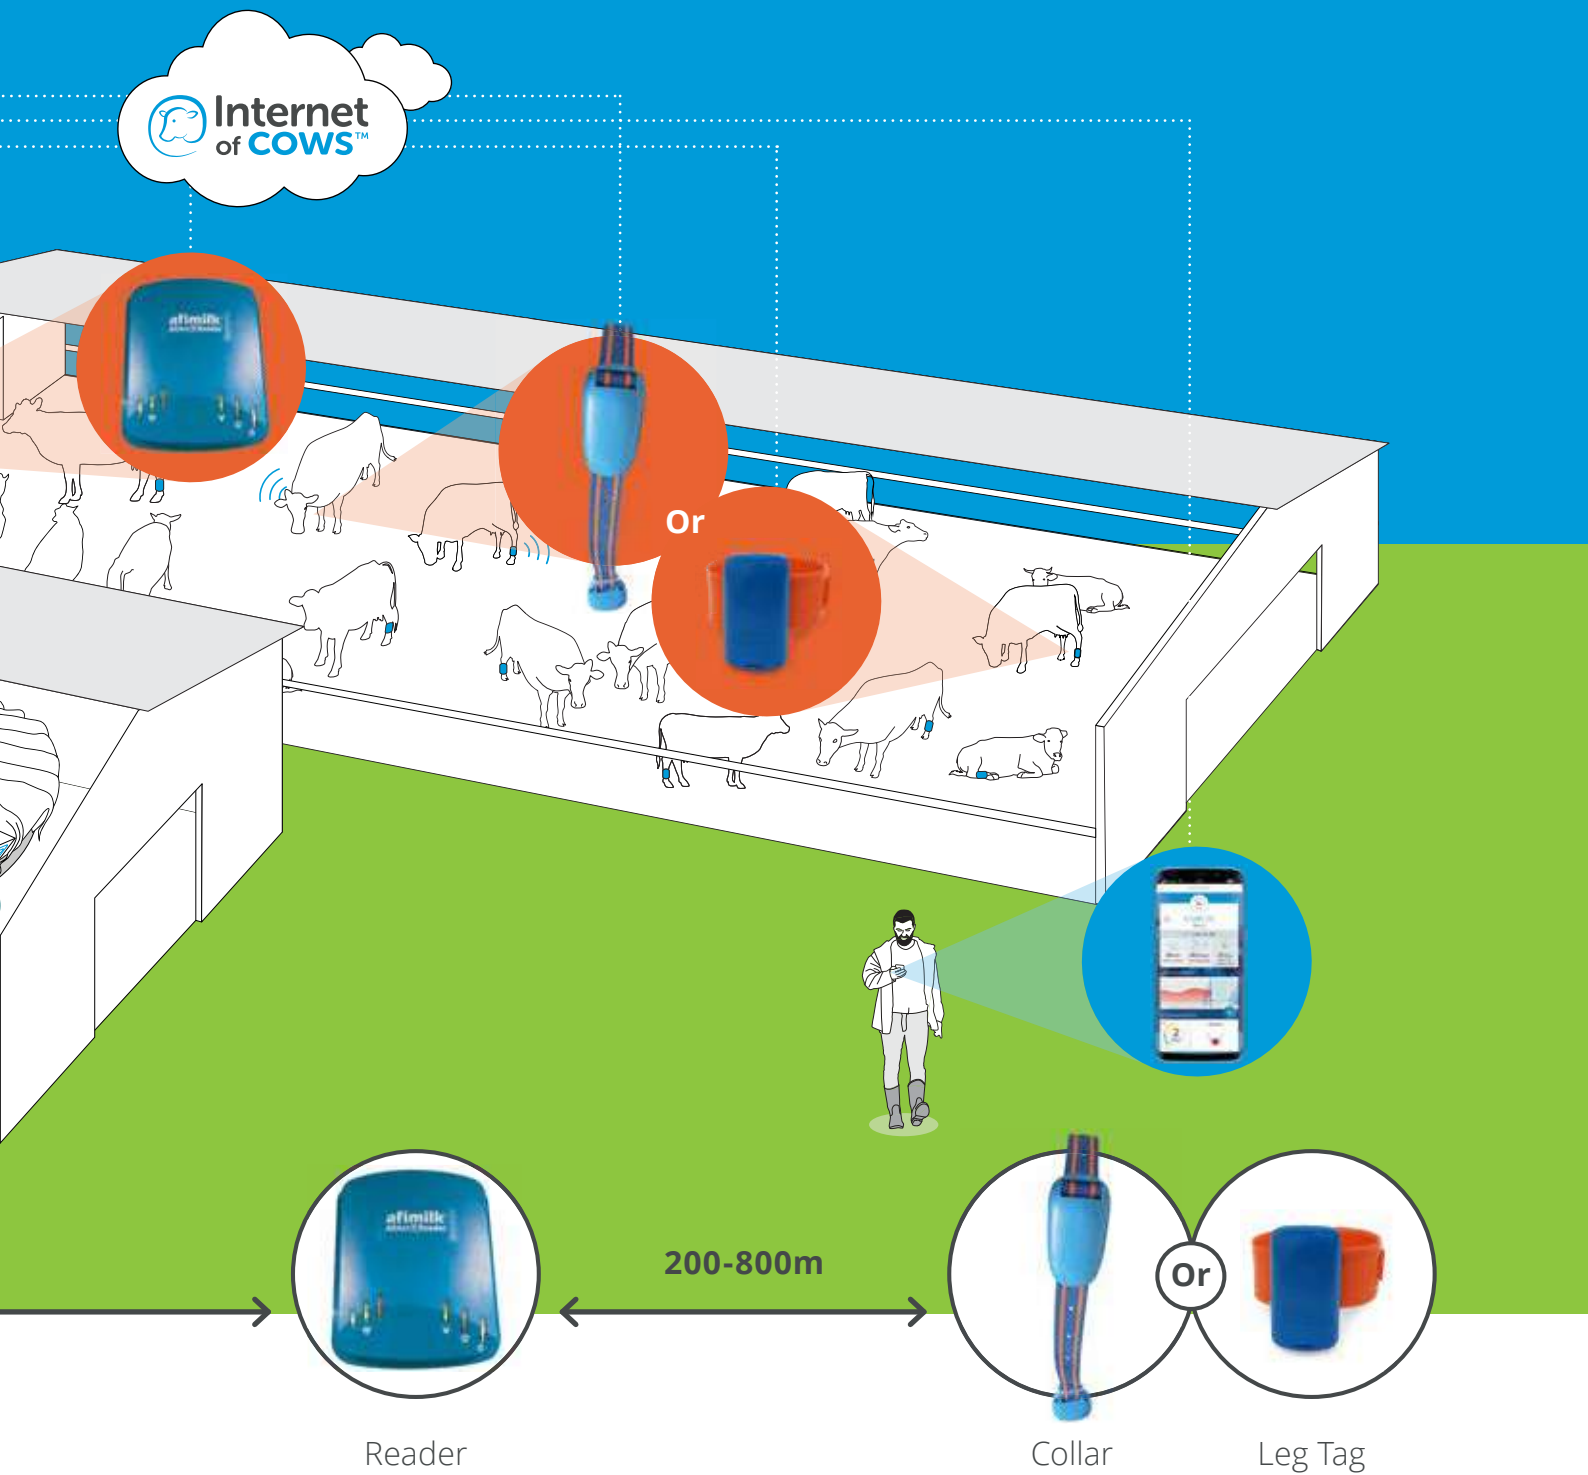 Internet
of COWS™
afimilk
Or
afimilk
200-800m
Or
Reader
Collar
Leg Tag